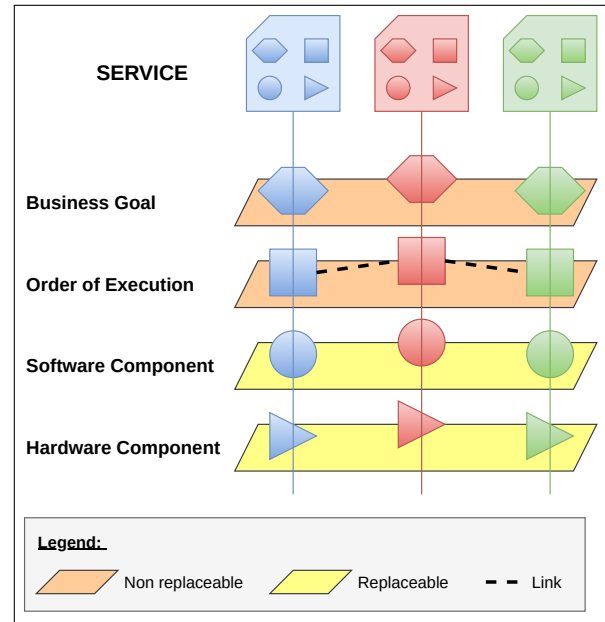 SERVICE
Business Goal
Order of Execution
Software Component
Hardware Component
Legend:
Non replaceable
Replaceable
Link